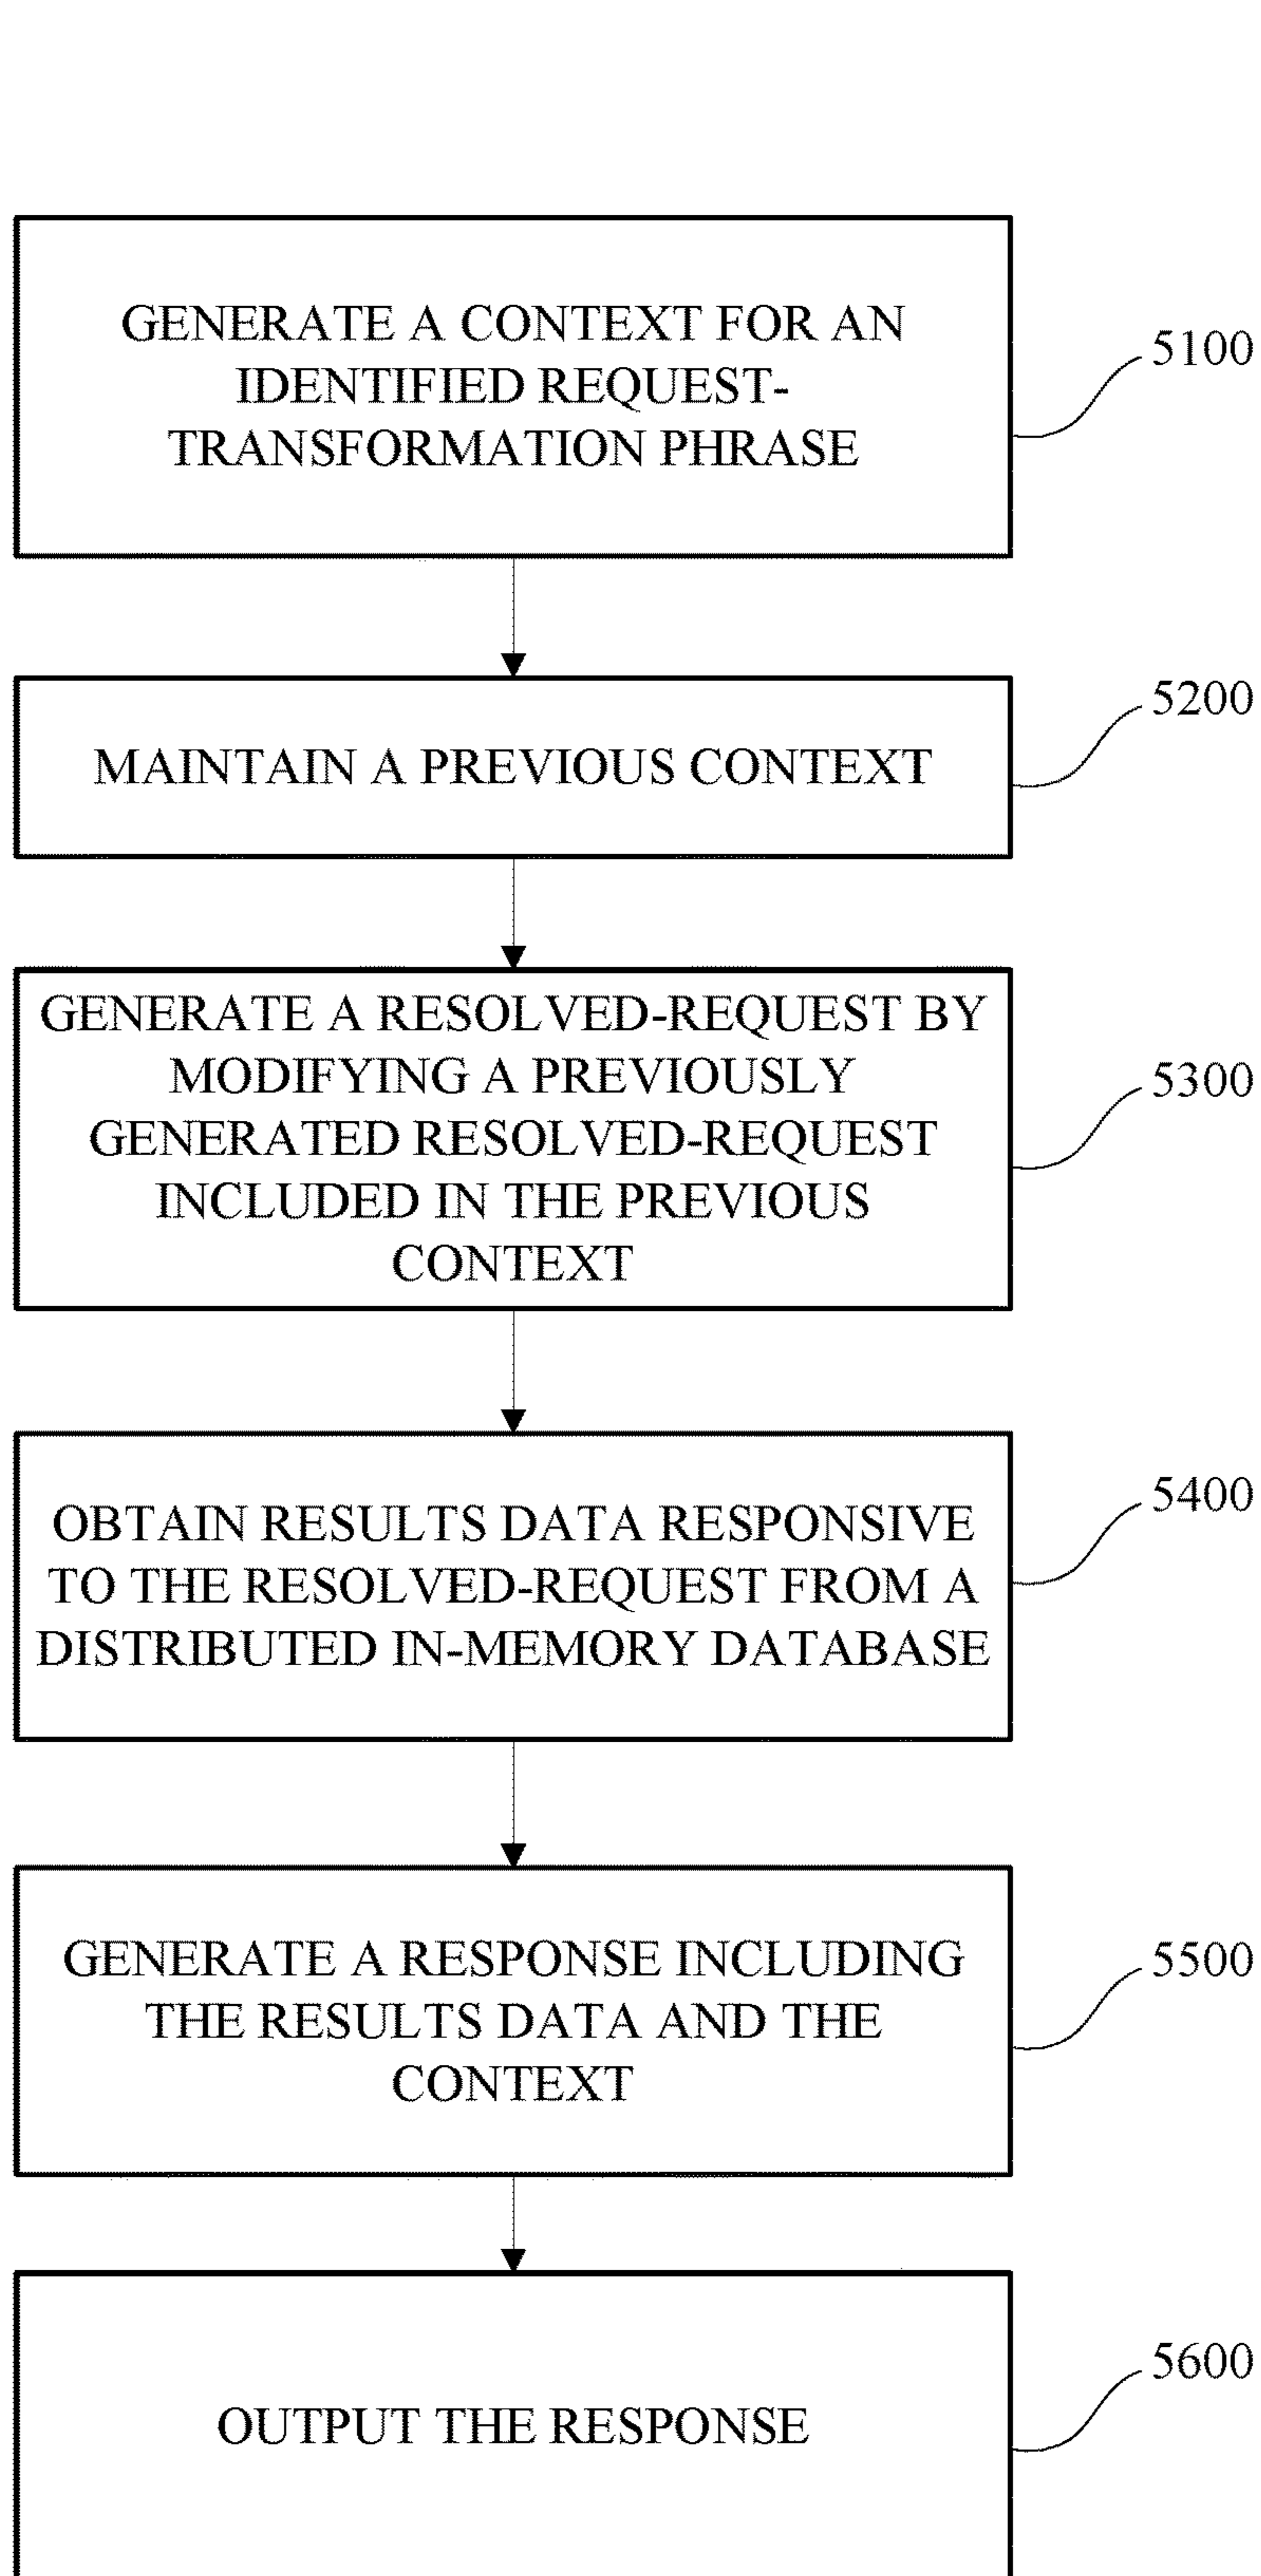 GENERATE A CONTEXT FOR AN
IDENTIFIED REQUEST-
TRANSFORMATION PHRASE
5100
MAINTAIN A PREVIOUS CONTEXT
5200
GENERATE A RESOLVED-REQUEST BY
MODIFYING A PREVIOUSLY
GENERATED RESOLVED-REQUEST
INCLUDED IN THE PREVIOUS
CONTEXT
5300
OBTAIN RESULTS DATA RESPONSIVE
TO THE RESOLVED-REQUEST FROM A
DISTRIBUTED IN-MEMORY DATABASE
5400
GENERATE A RESPONSE INCLUDING
THE RESULTS DATA AND THE
CONTEXT
5500
OUTPUT THE RESPONSE
5600